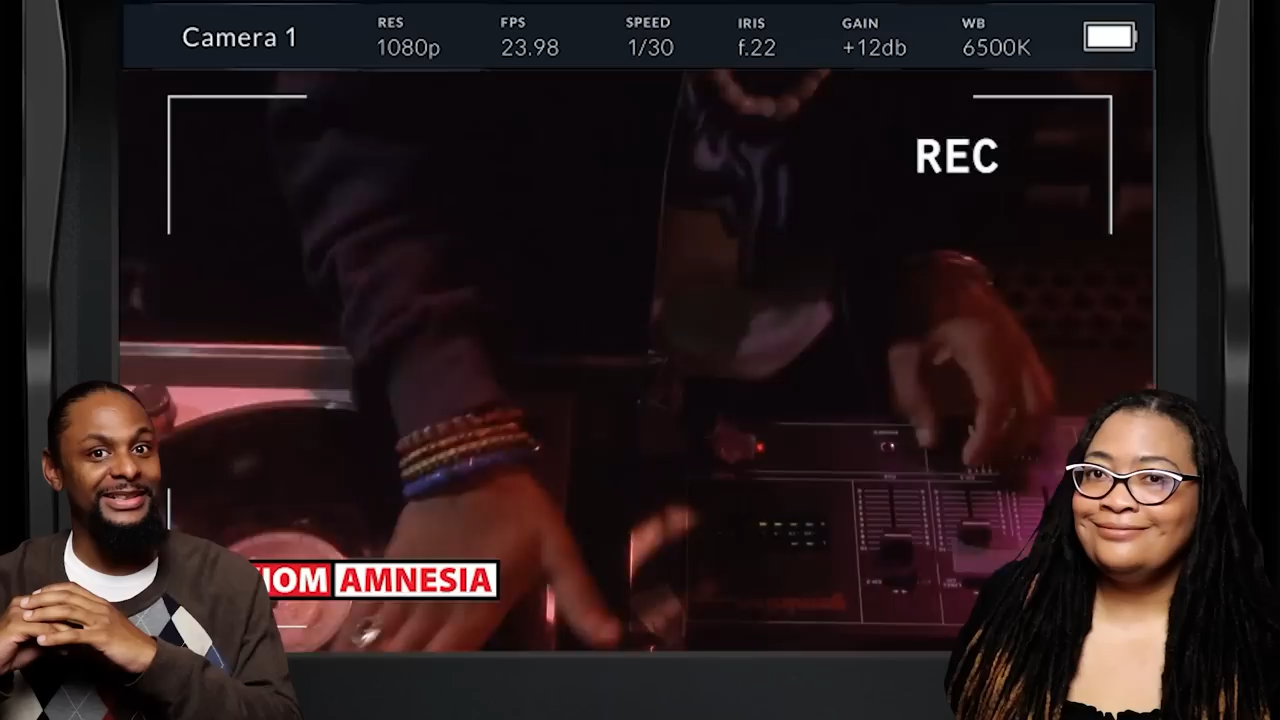 Camera 1
RES FPS SPEED IRIS GAIN WB
1080p 23.98 1/30 f.22 +12db 6500K
REC
AMNESIA